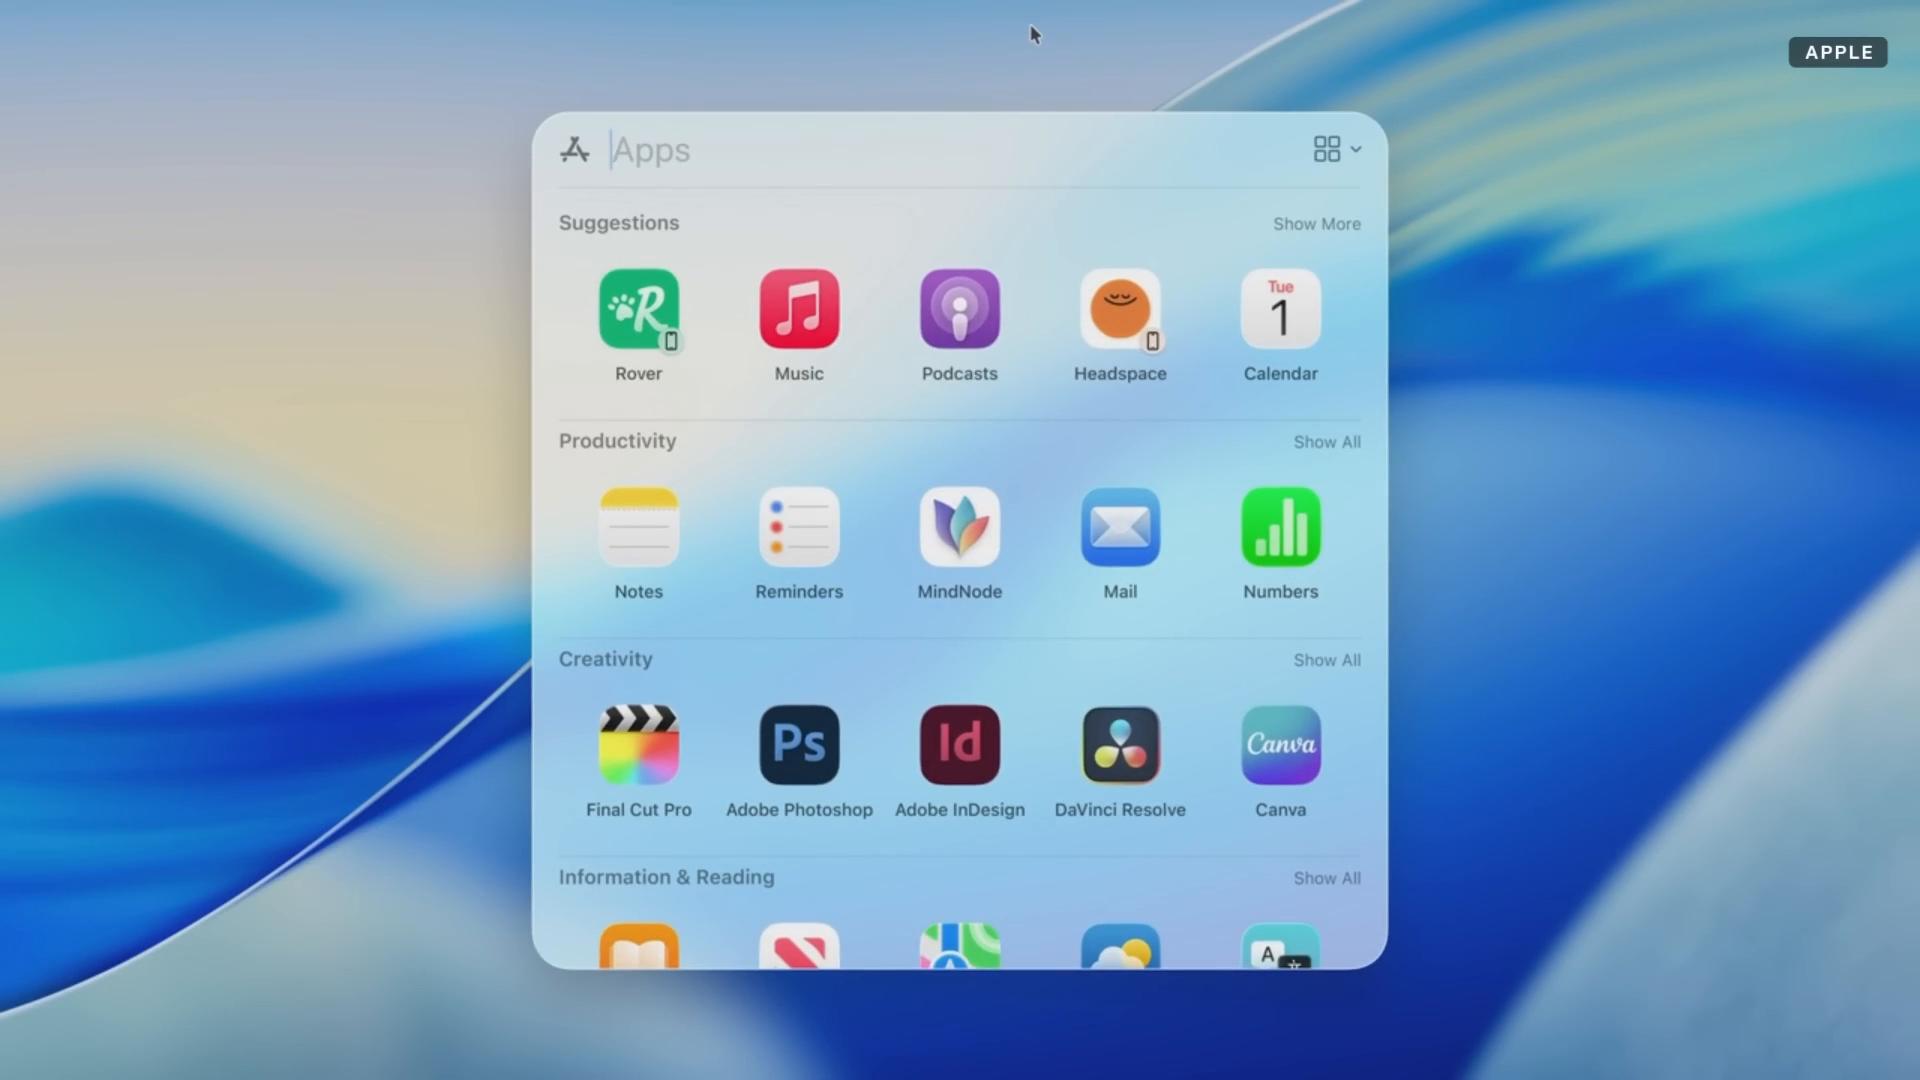 APPLE
Apps
Suggestions
Show More
R
Tue
1
Rover
Music
Podcasts
Headspace
Calendar
Productivity
Show All
Notes
Reminders
MindNode
Mail
Numbers
Creativity
Show All
Ps
Id
Canva
Final Cut Pro
Adobe Photoshop
Adobe InDesign
DaVinci Resolve
Canva
Information & Reading
Show All
A